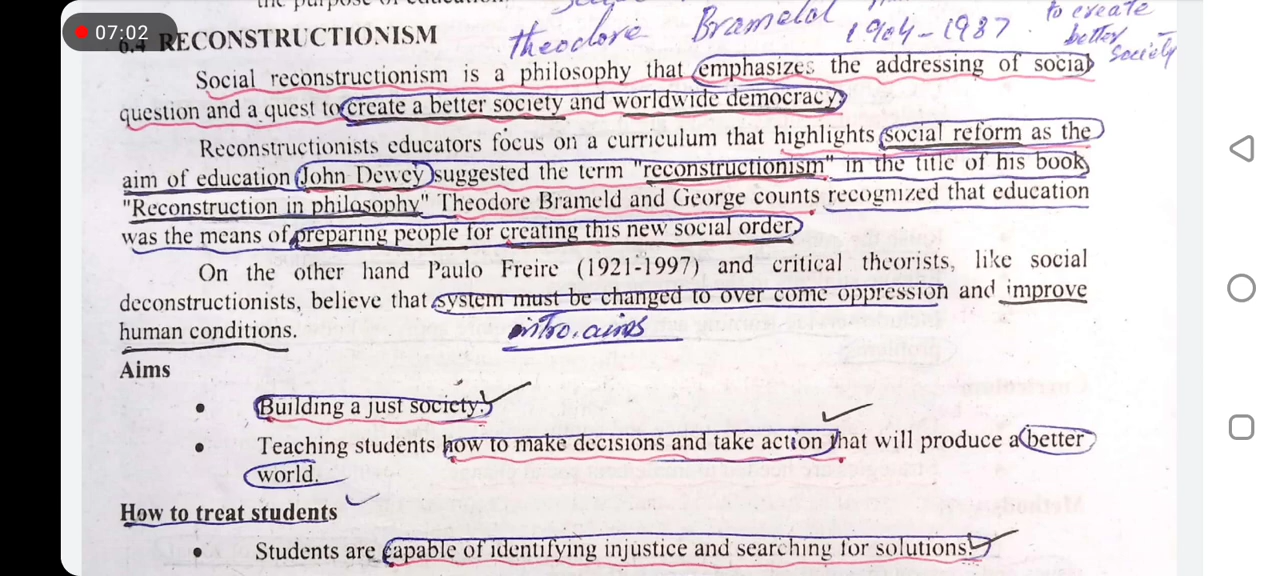 07:02
Theodore Brameld 1904-1987. to create
better
society
6.4 RECONSTRUCTIONISM
Social reconstructionism is a philosophy that emphasizes the addressing of social
question and a quest to create a better society and worldwide democracy.
Reconstructionists educators focus on a curriculum that highlights social reform as the
aim of education John Dewey suggested the term "reconstructionism" in the title of his book
"Reconstruction in philosophy" Theodore Brameld and George counts recognized that education
was the means of preparing people for creating this new social order.
On the other hand Paulo Freire (1921-1997) and critical theorists, like social
deconstructionists, believe that system must be changed to over come oppression and improve
human conditions.
intro. aims
Aims
• Building a just society.
• Teaching students how to make decisions and take action that will produce a better
world.
How to treat students
• Students are capable of identifying injustice and searching for solutions.